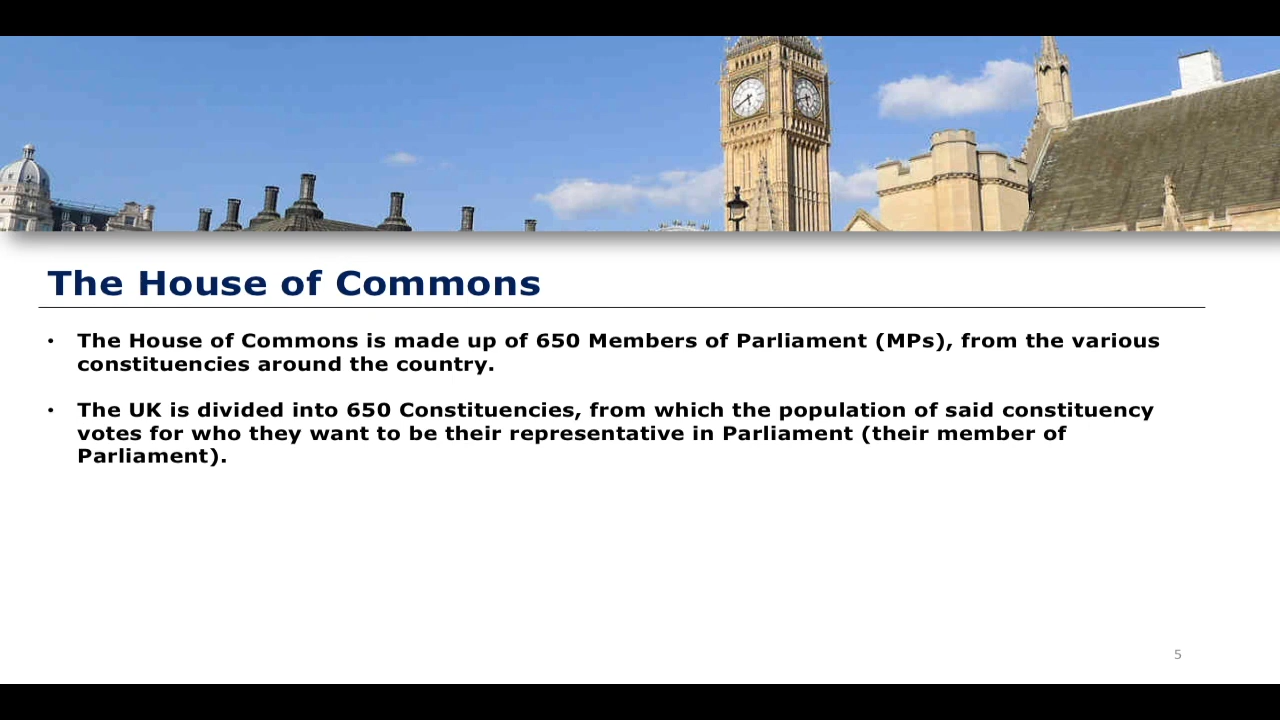 The House of Commons
• The House of Commons is made up of 650 Members of Parliament (MPs), from the various
constituencies around the country.
• The UK is divided into 650 Constituencies, from which the population of said constituency
votes for who they want to be their representative in Parliament (their member of
Parliament).
5